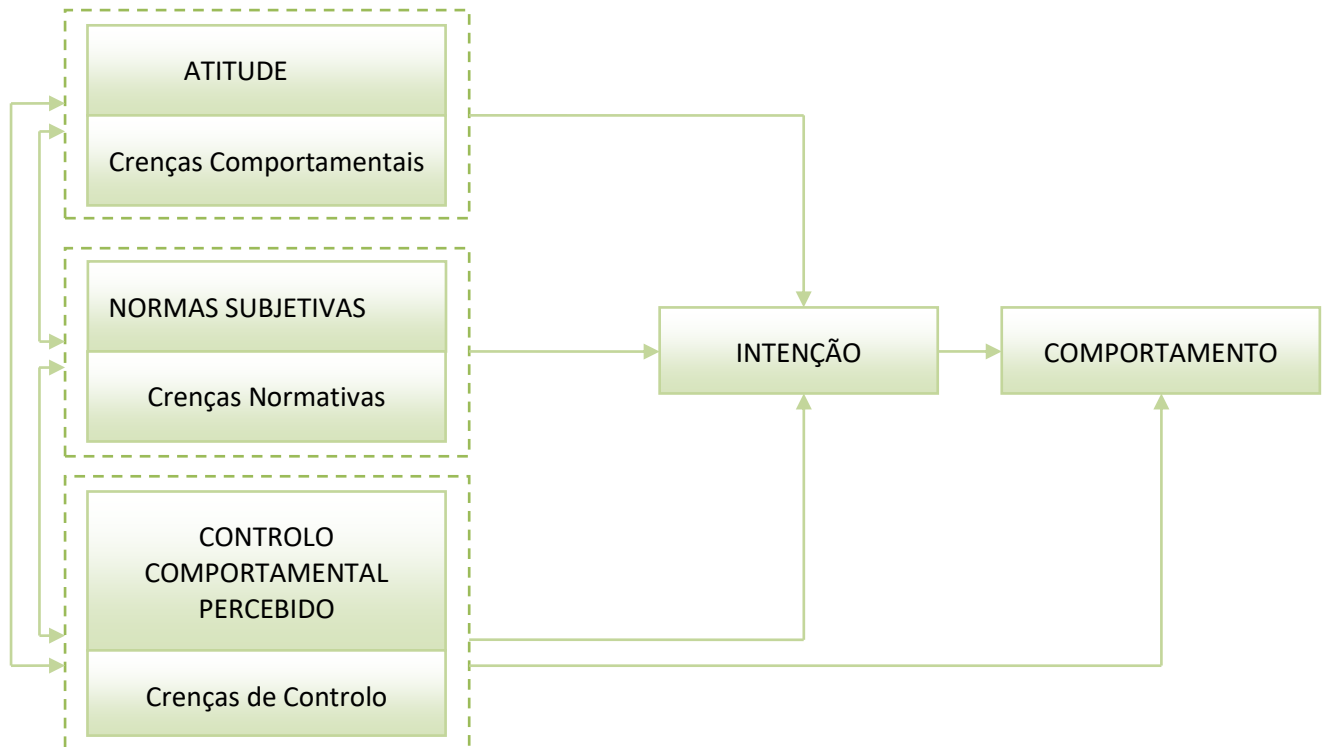 ATITUDE
Crenças Comportamentais
NORMAS SUBJETIVAS
Crenças Normativas
CONTROLO
COMPORTAMENTAL
PERCEBIDO
Crenças de Controlo
INTENÇÃO
COMPORTAMENTO